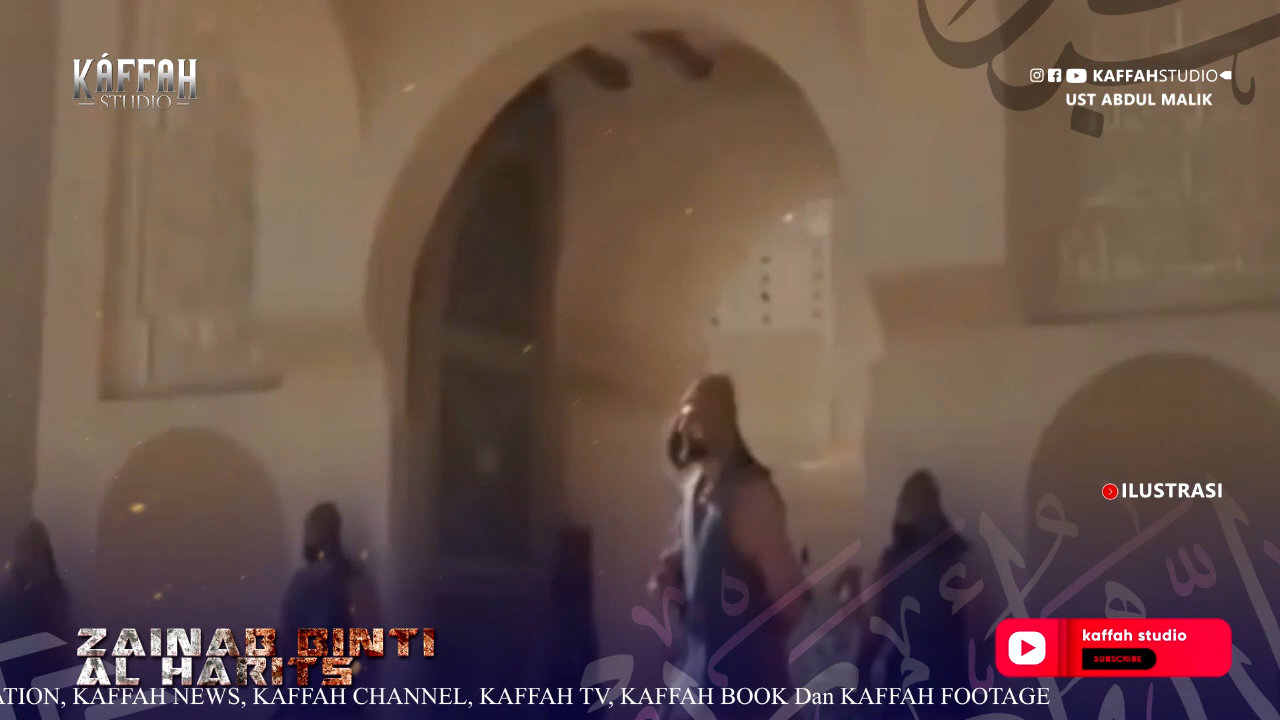 KÁFFAH
STUDIO
KAFFAHSTUDIO
UST ABDUL MALIK
ILUSTRASI
kaffah studio
SUBSCRIBE
ZAINAB BINTI
AL HARITS
ATION, KAFFAH NEWS, KAFFAH CHANNEL, KAFFAH TV, KAFFAH BOOK Dan KAFFAH FOOTAGE